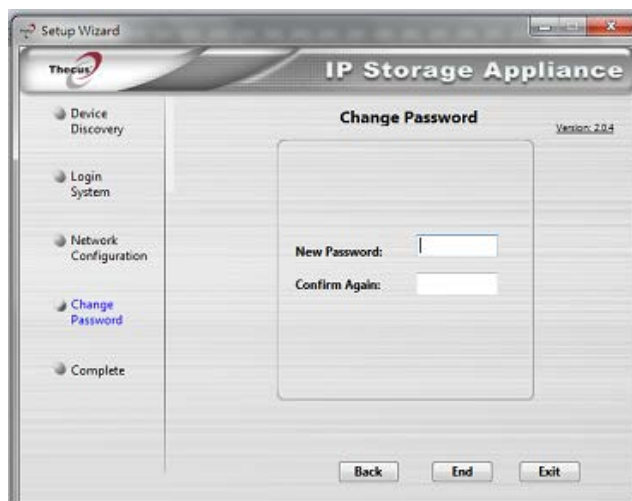 Setup Wizard
Thecus
IP Storage Appliance
Device
Discovery
Login
System
Network
Configuration
Change
Password
Complete
Change Password
Version: 2.0.4
New Password:
Confirm Again:
Back
End
Exit